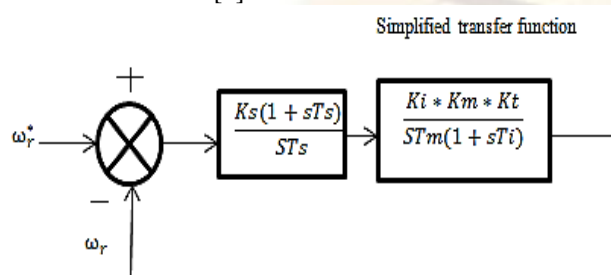 Simplified transfer function
+
Ks(1 + sTs)
STs
Ki * Km * Kt
STm(1 + sTi)
ω*r
−
ωr